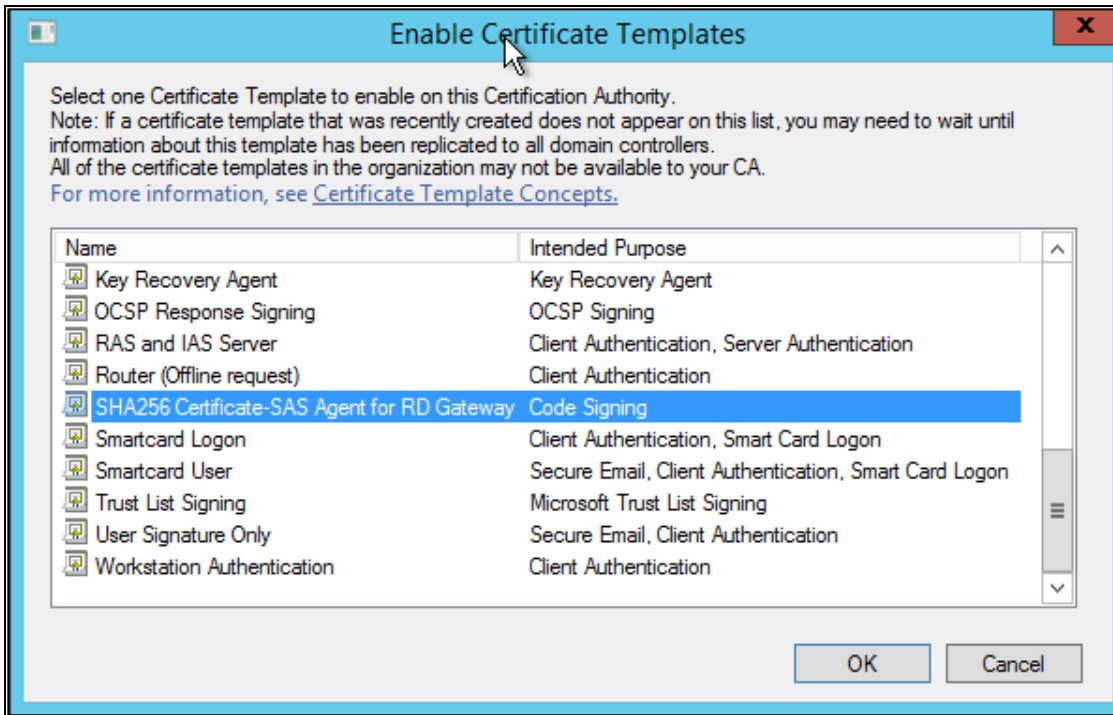 Enable Certificate Templates
x
Select one Certificate Template to enable on this Certification Authority.
Note: If a certificate template that was recently created does not appear on this list, you may need to wait until
information about this template has been replicated to all domain controllers.
All of the certificate templates in the organization may not be available to your CA.
For more information, see Certificate Template Concepts.
Name Intended Purpose
Key Recovery Agent Key Recovery Agent
OCSP Response Signing OCSP Signing
RAS and IAS Server Client Authentication, Server Authentication
Router (Offline request) Client Authentication
SHA256 Certificate-SAS Agent for RD Gateway Code Signing
Smartcard Logon Client Authentication, Smart Card Logon
Smartcard User Secure Email, Client Authentication, Smart Card Logon
Trust List Signing Microsoft Trust List Signing
User Signature Only Secure Email, Client Authentication
Workstation Authentication Client Authentication
OK Cancel